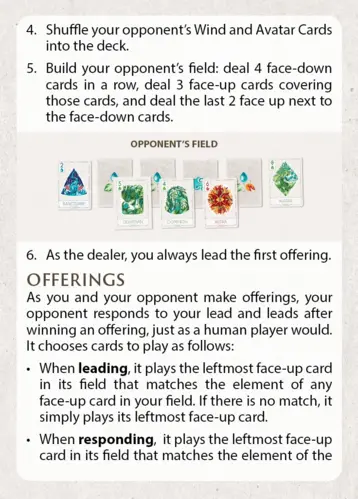 4. Shuffle your opponent's Wind and Avatar Cards
into the deck.
5. Build your opponent's field: deal 4 face-down
cards in a row, deal 3 face-up cards covering
those cards, and deal the last 2 face up next to
the face-down cards.
OPPONENT'S FIELD
6. As the dealer, you always lead the first offering.
OFFERINGS
As you and your opponent make offerings, your
opponent responds to your lead and leads after
winning an offering, just as a human player would.
It chooses cards to play as follows:
• When leading, it plays the leftmost face-up card
in its field that matches the element of any
face-up card in your field. If there is no match, it
simply plays its leftmost face-up card.
• When responding, it plays the leftmost face-up
card in its field that matches the element of the